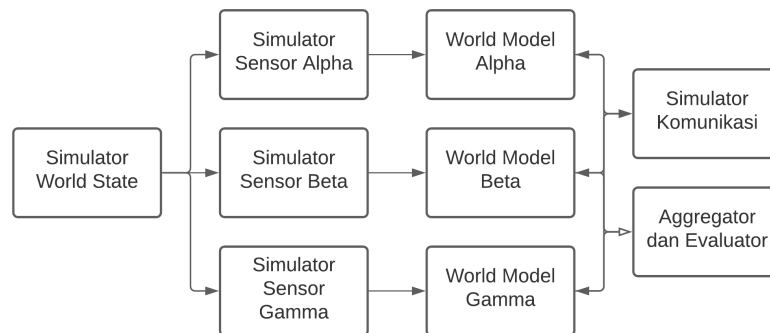 Simulator
World State
Simulator
Sensor Alpha
Simulator
Sensor Beta
Simulator
Sensor
Gamma
World Model
Alpha
World Model
Beta
World Model
Gamma
Simulator
Komunikasi
Aggregator
dan Evaluator